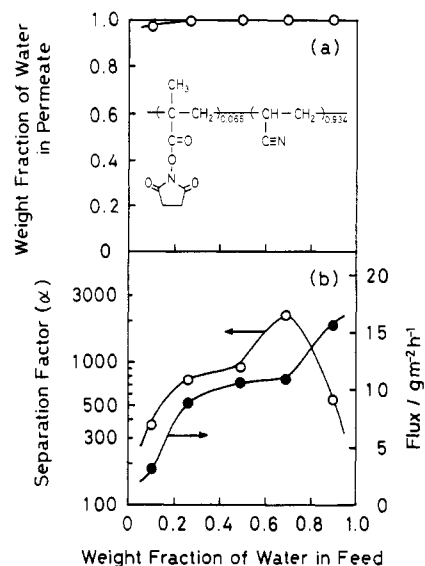 Weight Fraction of Water
in Permeate
1.0
0.8
0.6
0.4
0.2
0
(a)
CH₃
(C—CH₂)0.065(CH—CH₂)0.934
C=O
C≡N
O
N
O
O
Separation Factor (α)
3000
1000
500
300
100
(b)
20
15
10
5
0
Flux / gm⁻²h⁻¹
0 0.2 0.4 0.6 0.8 1.0
Weight Fraction of Water in Feed